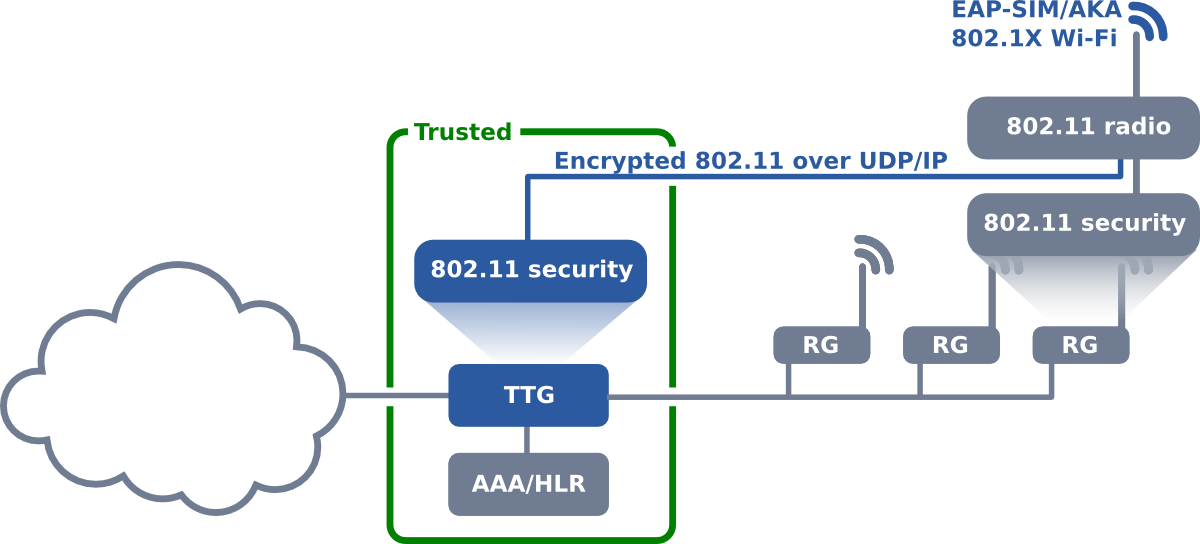 EAP-SIM/AKA
802.1X Wi-Fi
802.11 radio
Trusted
Encrypted 802.11 over UDP/IP
802.11 security
802.11 security
RG
RG
RG
TTG
AAA/HLR